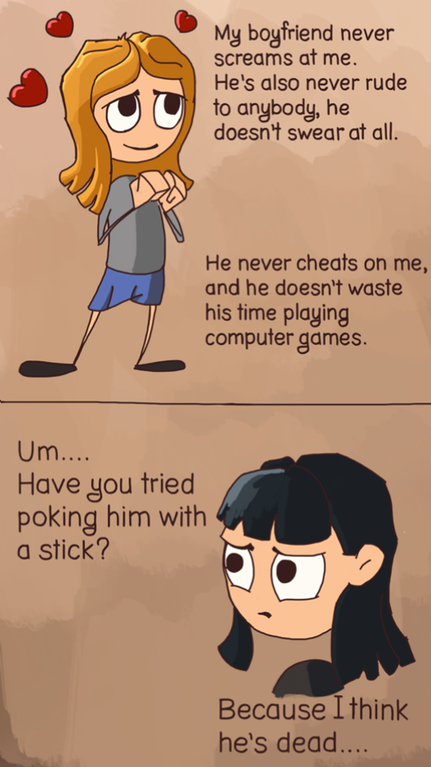 My boyfriend never
screams at me.
He's also never rude
to anybody, he
doesn't swear at all.
He never cheats on me,
and he doesn't waste
his time playing
computer games.
Um....
Have you tried
poking him with
a stick?
Because I think
he's dead....